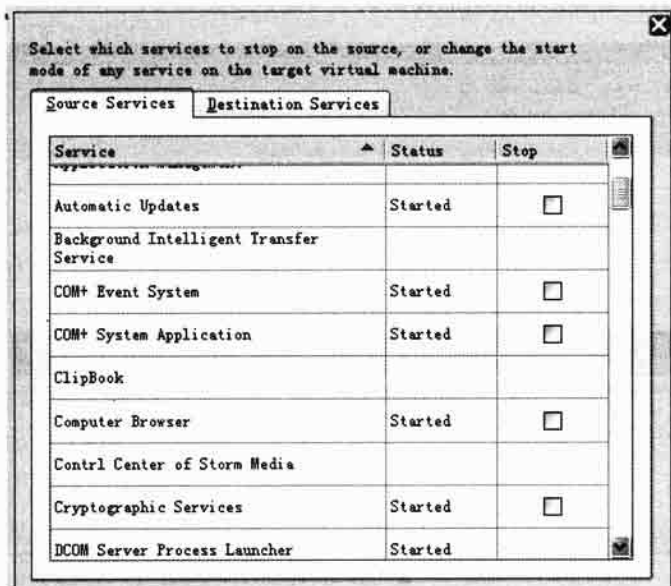 Select which services to stop on the source, or change the start
mode of any service on the target virtual machine.
Source Services Destination Services
Service Status Stop
Automatic Updates Started
Background Intelligent Transfer
Service
COM+ Event System Started
COM+ System Application Started
ClipBook
Computer Browser Started
Contrl Center of Storm Media
Cryptographic Services Started
DCOM Server Process Launcher Started